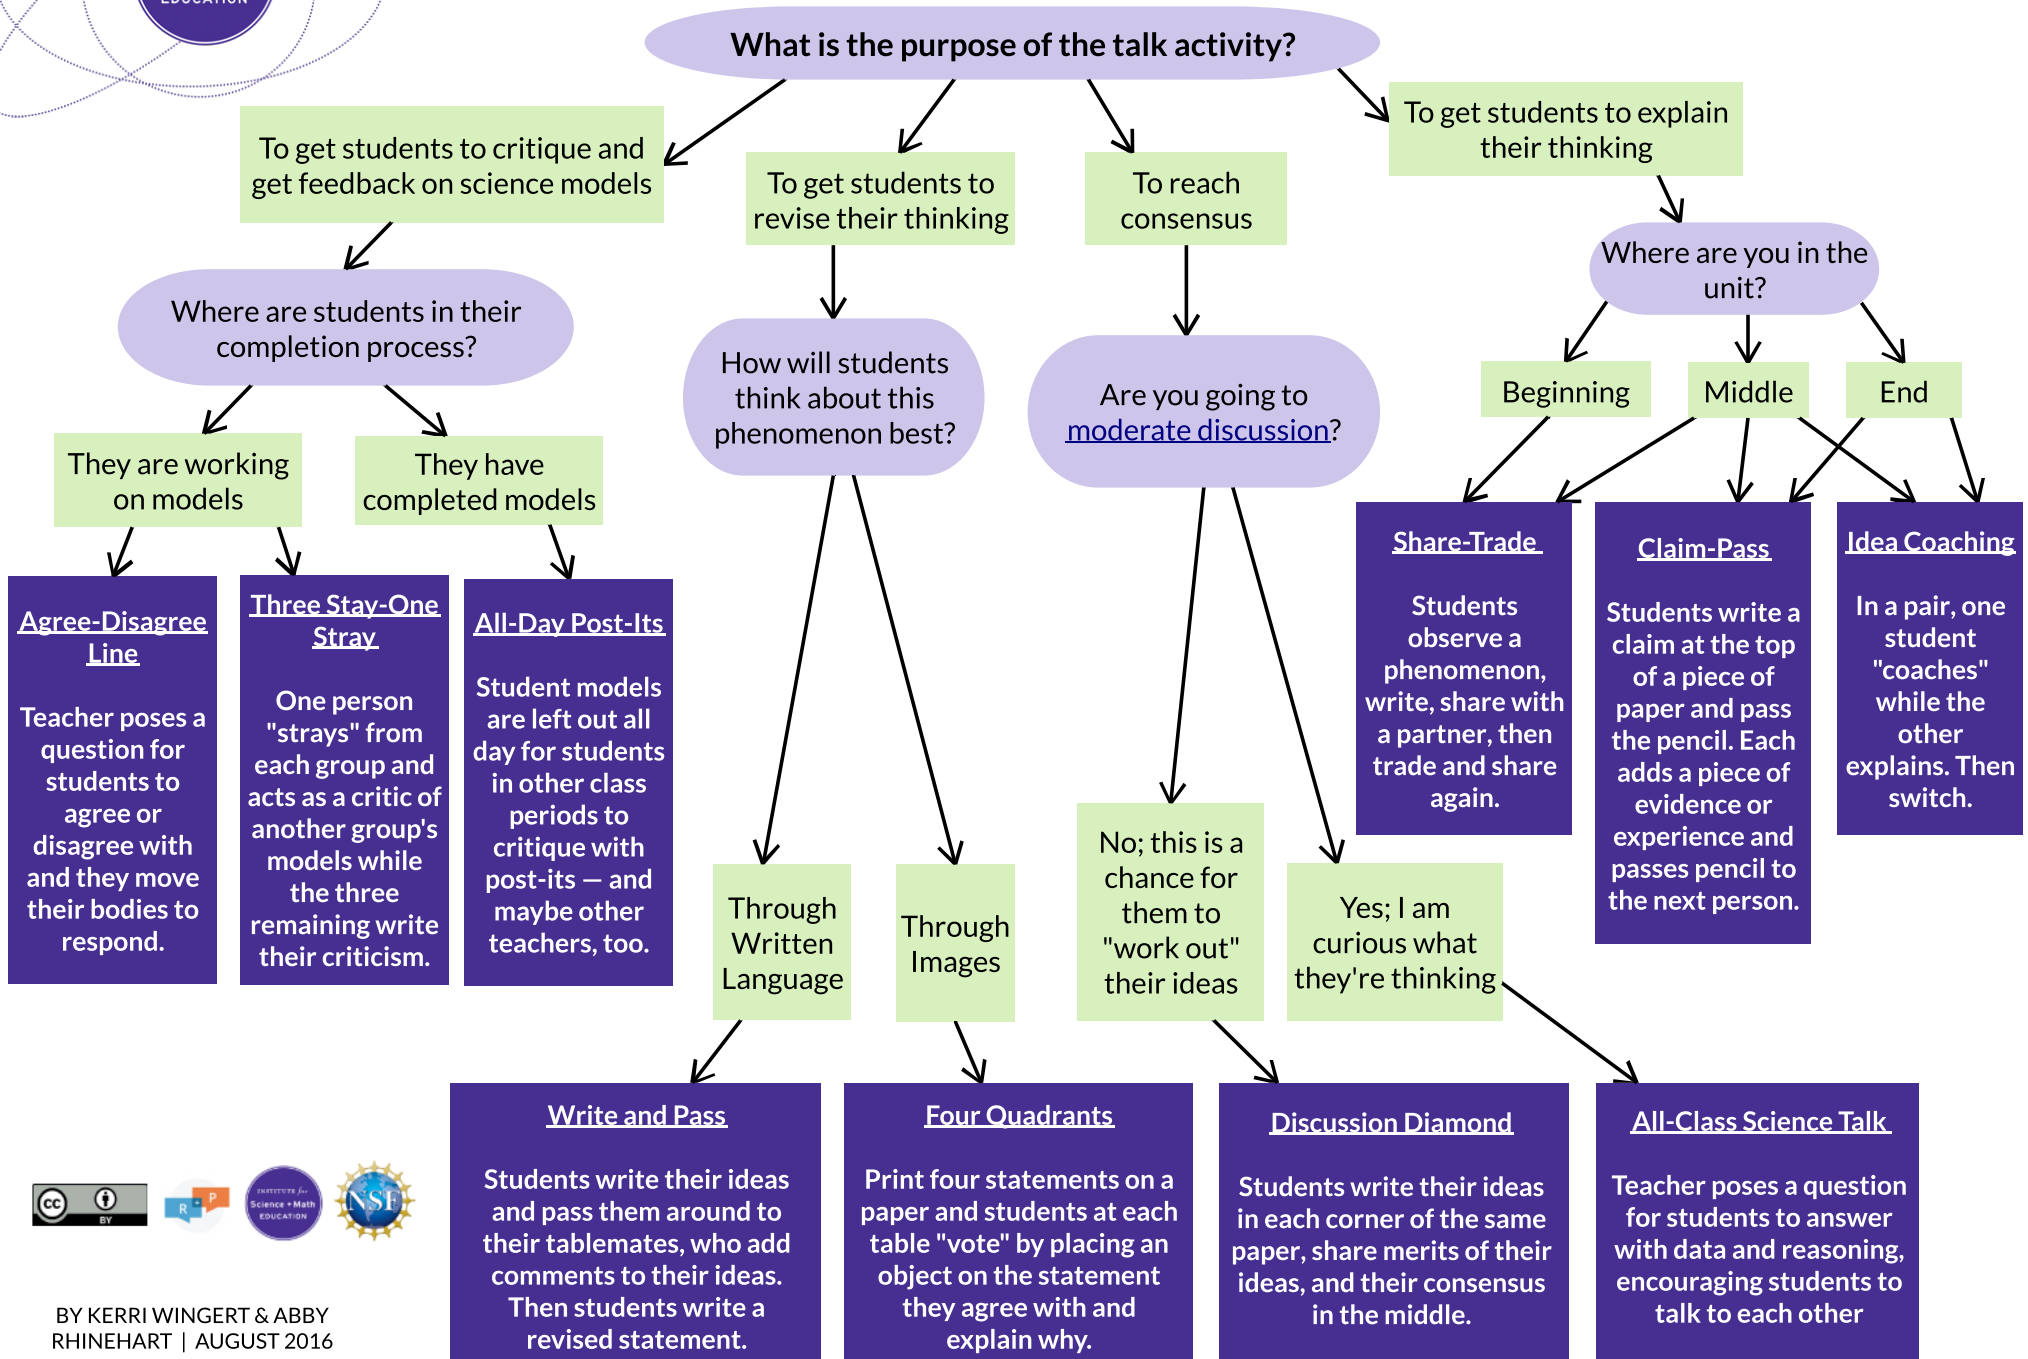 EDUCATION
What is the purpose of the talk activity?
To get students to critique and
get feedback on science models
To get students to
revise their thinking
To reach
consensus
To get students to explain
their thinking
Where are students in their
completion process?
How will students
think about this
phenomenon best?
Are you going to
moderate discussion?
Where are you in the
unit?
Beginning
Middle
End
They are working
on models
They have
completed models
Agree-Disagree
Line
Teacher poses a
question for
students to
agree or
disagree with
and they move
their bodies to
respond.
Three Stay-One
Stray
One person
"strays" from
each group and
acts as a critic of
another group's
models while
the three
remaining write
their criticism.
All-Day Post-Its
Student models
are left out all
day for students
in other class
periods to
critique with
post-its — and
maybe other
teachers, too.
Share-Trade
Students
observe a
phenomenon,
write, share with
a partner, then
trade and share
again.
Claim-Pass
Students write a
claim at the top
of a piece of
paper and pass
the pencil. Each
adds a piece of
evidence or
experience and
passes pencil to
the next person.
Idea Coaching
In a pair, one
student
"coaches"
while the
other
explains. Then
switch.
Through
Written
Language
Through
Images
No; this is a
chance for
them to
"work out"
their ideas
Yes; I am
curious what
they're thinking
Write and Pass
Students write their ideas
and pass them around to
their tablemates, who add
comments to their ideas.
Then students write a
revised statement.
Four Quadrants
Print four statements on a
paper and students at each
table "vote" by placing an
object on the statement
they agree with and
explain why.
Discussion Diamond
Students write their ideas
in each corner of the same
paper, share merits of their
ideas, and their consensus
in the middle.
All-Class Science Talk
Teacher poses a question
for students to answer
with data and reasoning,
encouraging students to
talk to each other
cc
BY
R + P
INSTITUTE for
Science + Math
EDUCATION
NSF
BY KERRI WINGERT & ABBY
RHINEHART | AUGUST 2016